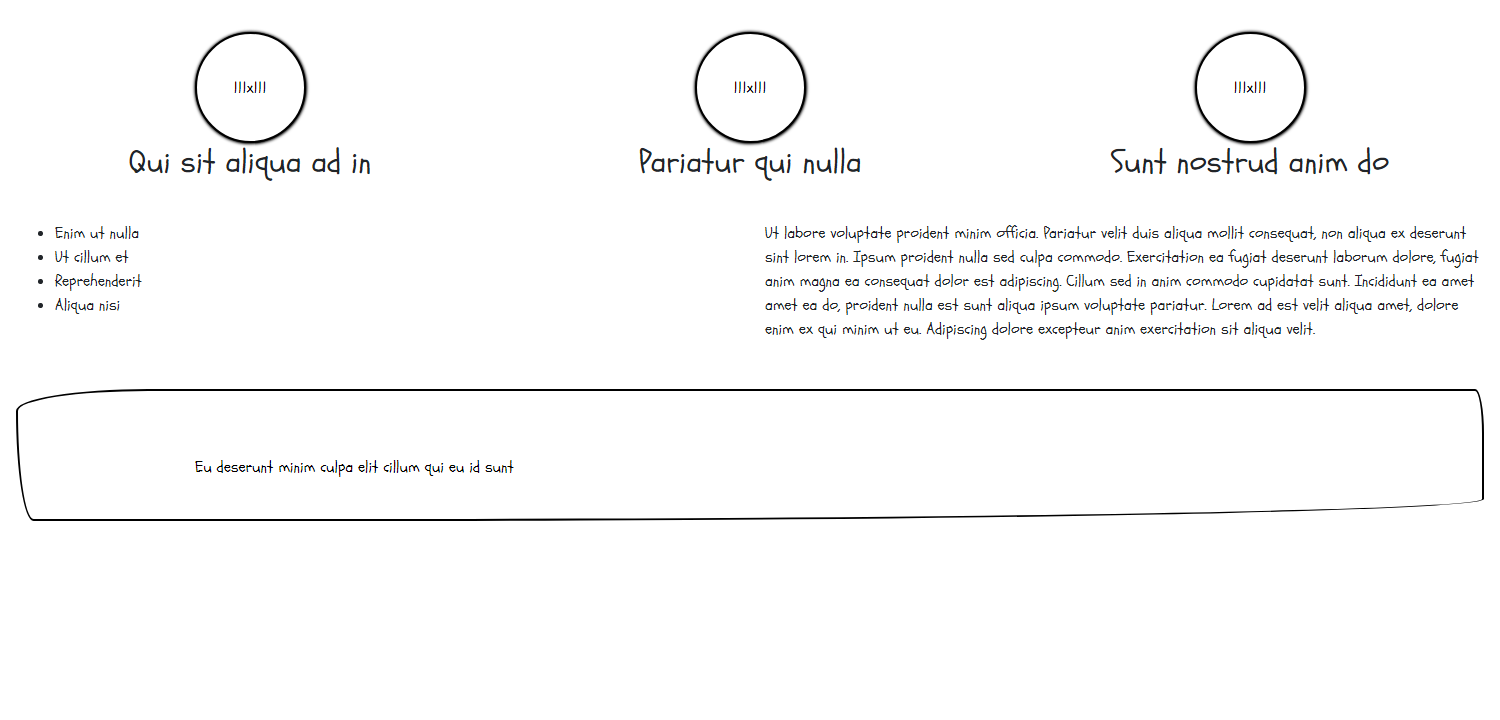 111x111
111x111
111x111
Qui sit aliqua ad in
Pariatur qui nulla
Sunt nostrud anim do
Enim ut nulla
Ut cillum et
Reprehenderit
Aliqua nisi
Ut labore voluptate proident minim officia. Pariatur velit duis aliqua mollit consequat, non aliqua ex deserunt
sint lorem in. Ipsum proident nulla sed culpa commodo. Exercitation ea fugiat deserunt laborum dolore, fugiat
anim magna ea consequat dolor est adipiscing. Cillum sed in anim commodo cupidatat sunt. Incididunt ea amet
amet ea do, proident nulla est sunt aliqua ipsum voluptate pariatur. Lorem ad est velit aliqua amet, dolore
enim ex qui minim ut eu. Adipiscing dolore excepteur anim exercitation sit aliqua velit.
Eu deserunt minim culpa elit cillum qui eu id sunt